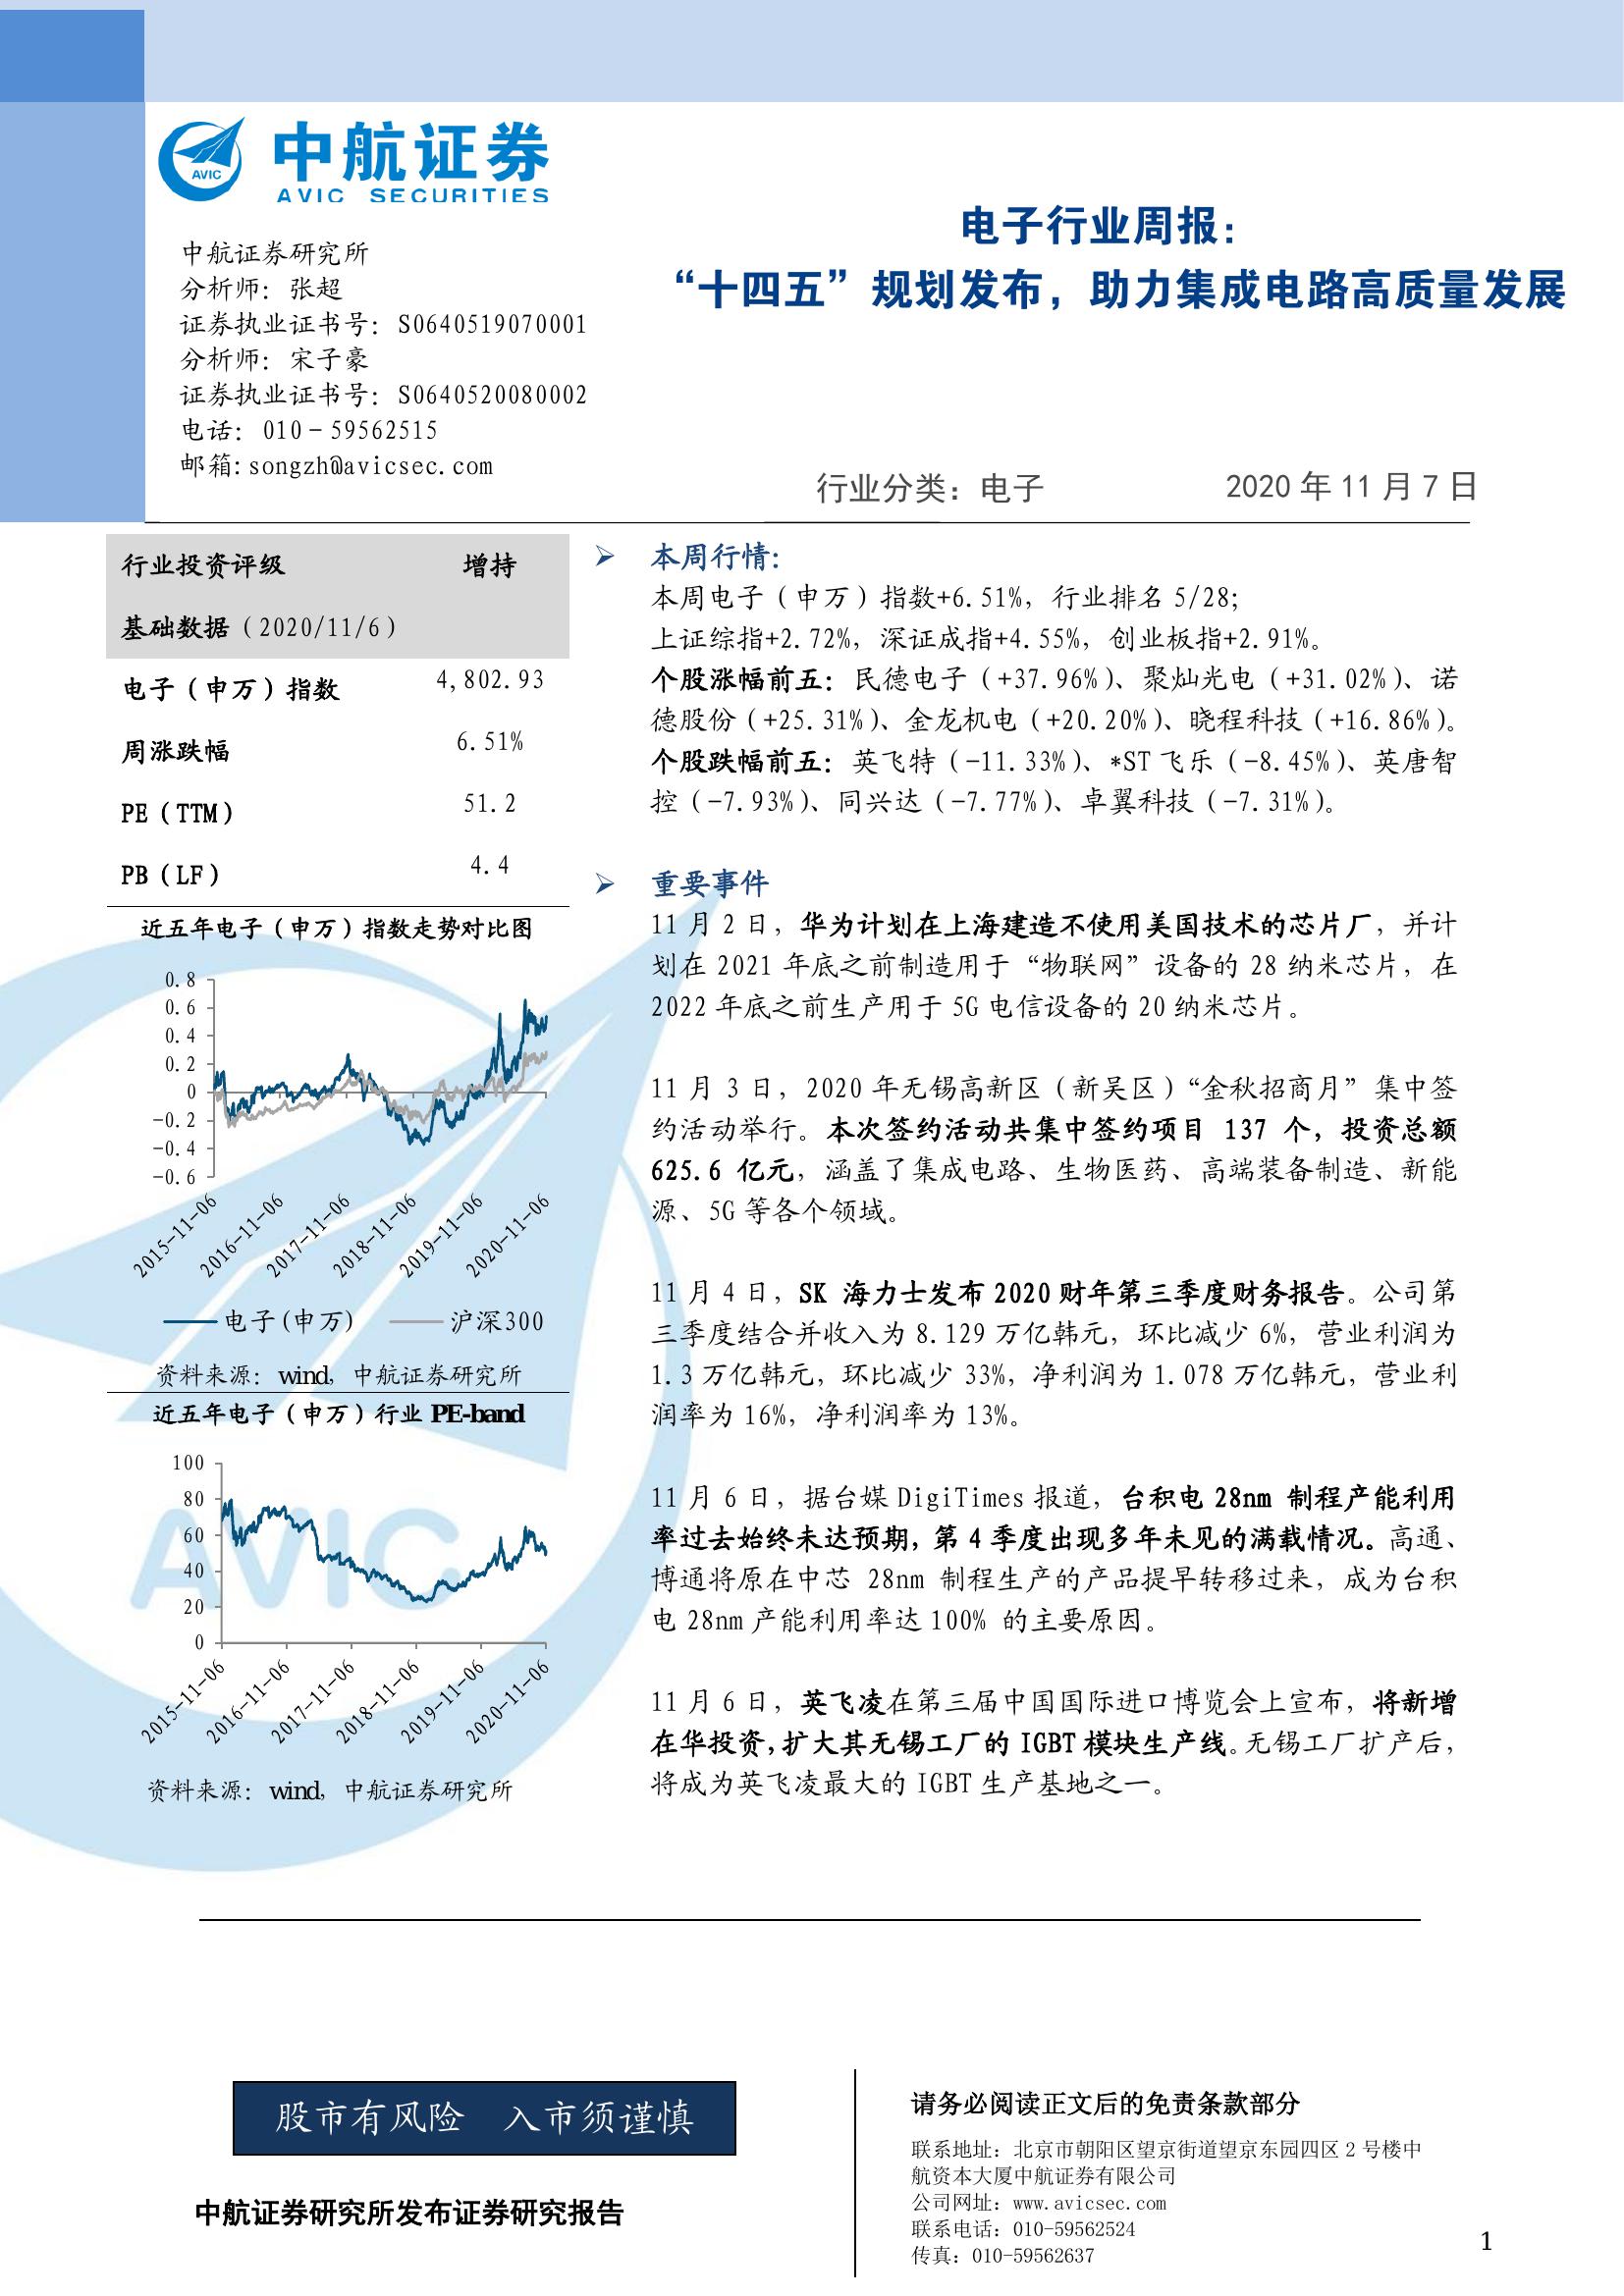 AVIC
中航证券
AVIC SECURITIES
电子行业周报：
“十四五”规划发布，助力集成电路高质量发展
中航证券研究所
分析师：张超
证券执业证书号：S0640519070001
分析师：宋子豪
证券执业证书号：S0640520080002
电话：010-59562515
邮箱:songzh@avicsec.com
行业分类：电子 2020 年 11 月 7 日
行业投资评级 增持
基础数据（2020/11/6）
电子（申万）指数 4,802.93
周涨跌幅 6.51%
PE（TTM） 51.2
PB（LF） 4.4
近五年电子（申万）指数走势对比图
0.8
0.6
0.4
0.2
0
-0.2
-0.4
-0.6
2015-11-06
2016-11-06
2017-11-06
2018-11-06
2019-11-06
2020-11-06
电子(申万) 沪深300
资料来源：wind，中航证券研究所
近五年电子（申万）行业 PE-band
100
80
60
40
20
0
2015-11-06
2016-11-06
2017-11-06
2018-11-06
2019-11-06
2020-11-06
资料来源：wind，中航证券研究所
AVIC
本周行情：
本周电子（申万）指数+6.51%，行业排名 5/28；
上证综指+2.72%，深证成指+4.55%，创业板指+2.91%。
个股涨幅前五：民德电子（+37.96%）、聚灿光电（+31.02%）、诺
德股份（+25.31%）、金龙机电（+20.20%）、晓程科技（+16.86%）。
个股跌幅前五：英飞特（-11.33%）、*ST 飞乐（-8.45%）、英唐智
控（-7.93%）、同兴达（-7.77%）、卓翼科技（-7.31%）。
重要事件
11 月 2 日，华为计划在上海建造不使用美国技术的芯片厂，并计
划在 2021 年底之前制造用于“物联网”设备的 28 纳米芯片，在
2022 年底之前生产用于 5G 电信设备的 20 纳米芯片。
11 月 3 日，2020 年无锡高新区（新吴区）“金秋招商月” 集中签
约活动举行。本次签约活动共集中签约项目 137 个，投资总额
625.6 亿元，涵盖了集成电路、生物医药、高端装备制造、新能
源、5G 等各个领域。
11 月 4 日，SK 海力士发布 2020 财年第三季度财务报告。公司第
三季度结合并收入为 8.129 万亿韩元，环比减少 6%，营业利润为
1.3 万亿韩元，环比减少 33%，净利润为 1.078 万亿韩元，营业利
润率为 16%，净利润率为 13%。
11 月 6 日，据台媒 DigiTimes 报道，台积电 28nm 制程产能利用
率过去始终未达预期，第 4 季度出现多年未见的满载情况。高通、
博通将原在中芯 28nm 制程生产的产品提早转移过来，成为台积
电 28nm 产能利用率达 100% 的主要原因。
11 月 6 日，英飞凌在第三届中国国际进口博览会上宣布，将新增
在华投资，扩大其无锡工厂的 IGBT 模块生产线。无锡工厂扩产后，
将成为英飞凌最大的 IGBT 生产基地之一。
股市有风险 入市须谨慎
中航证券研究所发布证券研究报告
请务必阅读正文后的免责条款部分
联系地址：北京市朝阳区望京街道望京东园四区 2 号楼中
航资本大厦中航证券有限公司
公司网址：www.avicsec.com
联系电话：010-59562524
传真：010-59562637
1